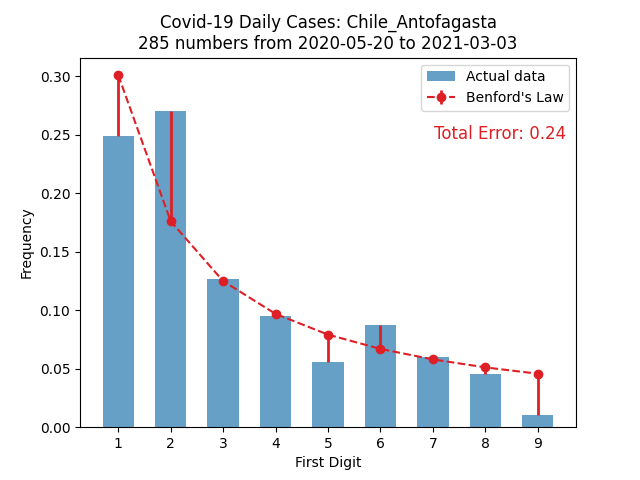 Covid-19 Daily Cases: Chile_Antofagasta
285 numbers from 2020-05-20 to 2021-03-03
Actual data
Benford's Law
Total Error: 0.24
Frequency
0.30
0.25
0.20
0.15
0.10
0.05
0.00
1 2 3 4 5 6 7 8 9
First Digit